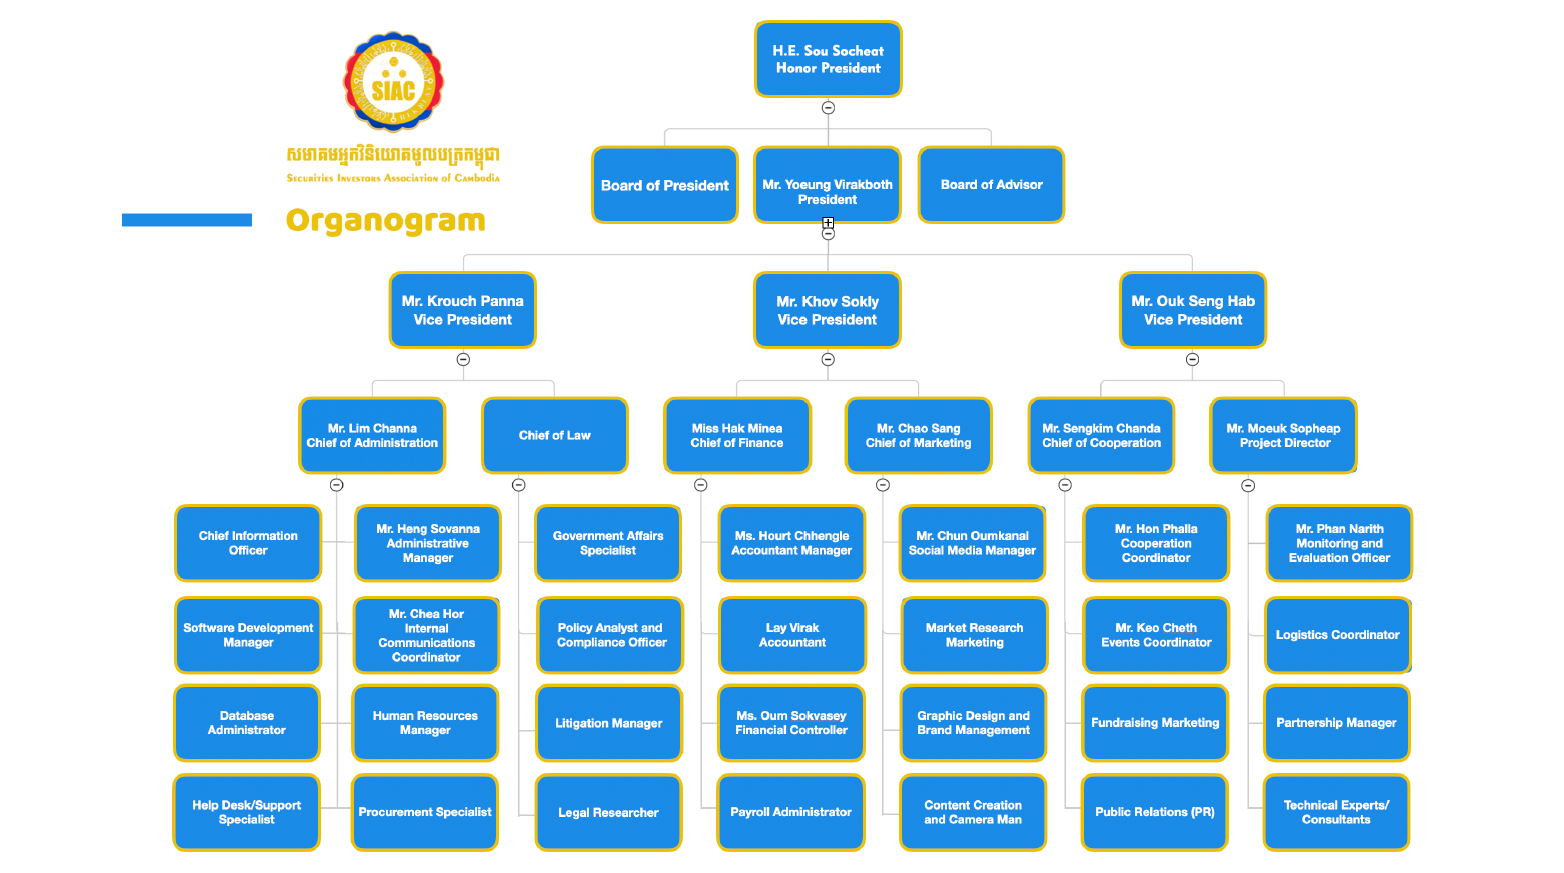 SIAC
សមាគមអ្នកវិនិយោគមូលបត្រកម្ពុជា
Securities Investors Association of Cambodia
Organogram
H.E. Sou Socheat
Honor President
Board of President
Mr. Yoeung Virakboth
President
Board of Advisor
Mr. Krouch Panna
Vice President
Mr. Khov Sokly
Vice President
Mr. Ouk Seng Hab
Vice President
Mr. Lim Channa
Chief of Administration
Chief of Law
Miss Hak Minea
Chief of Finance
Mr. Chao Sang
Chief of Marketing
Mr. Sengkim Chanda
Chief of Cooperation
Mr. Moeuk Sopheap
Project Director
Chief Information
Officer
Mr. Heng Sovanna
Administrative
Manager
Government Affairs
Specialist
Ms. Hourt Chhengle
Accountant Manager
Mr. Chun Oumkanal
Social Media Manager
Mr. Hon Phalla
Cooperation
Coordinator
Mr. Phan Narith
Monitoring and
Evaluation Officer
Software Development
Manager
Mr. Chea Hor
Internal
Communications
Coordinator
Policy Analyst and
Compliance Officer
Lay Virak
Accountant
Market Research
Marketing
Mr. Keo Cheth
Events Coordinator
Logistics Coordinator
Database
Administrator
Human Resources
Manager
Litigation Manager
Ms. Oum Sokvasey
Financial Controller
Graphic Design and
Brand Management
Fundraising Marketing
Partnership Manager
Help Desk/Support
Specialist
Procurement Specialist
Legal Researcher
Payroll Administrator
Content Creation
and Camera Man
Public Relations (PR)
Technical Experts/
Consultants